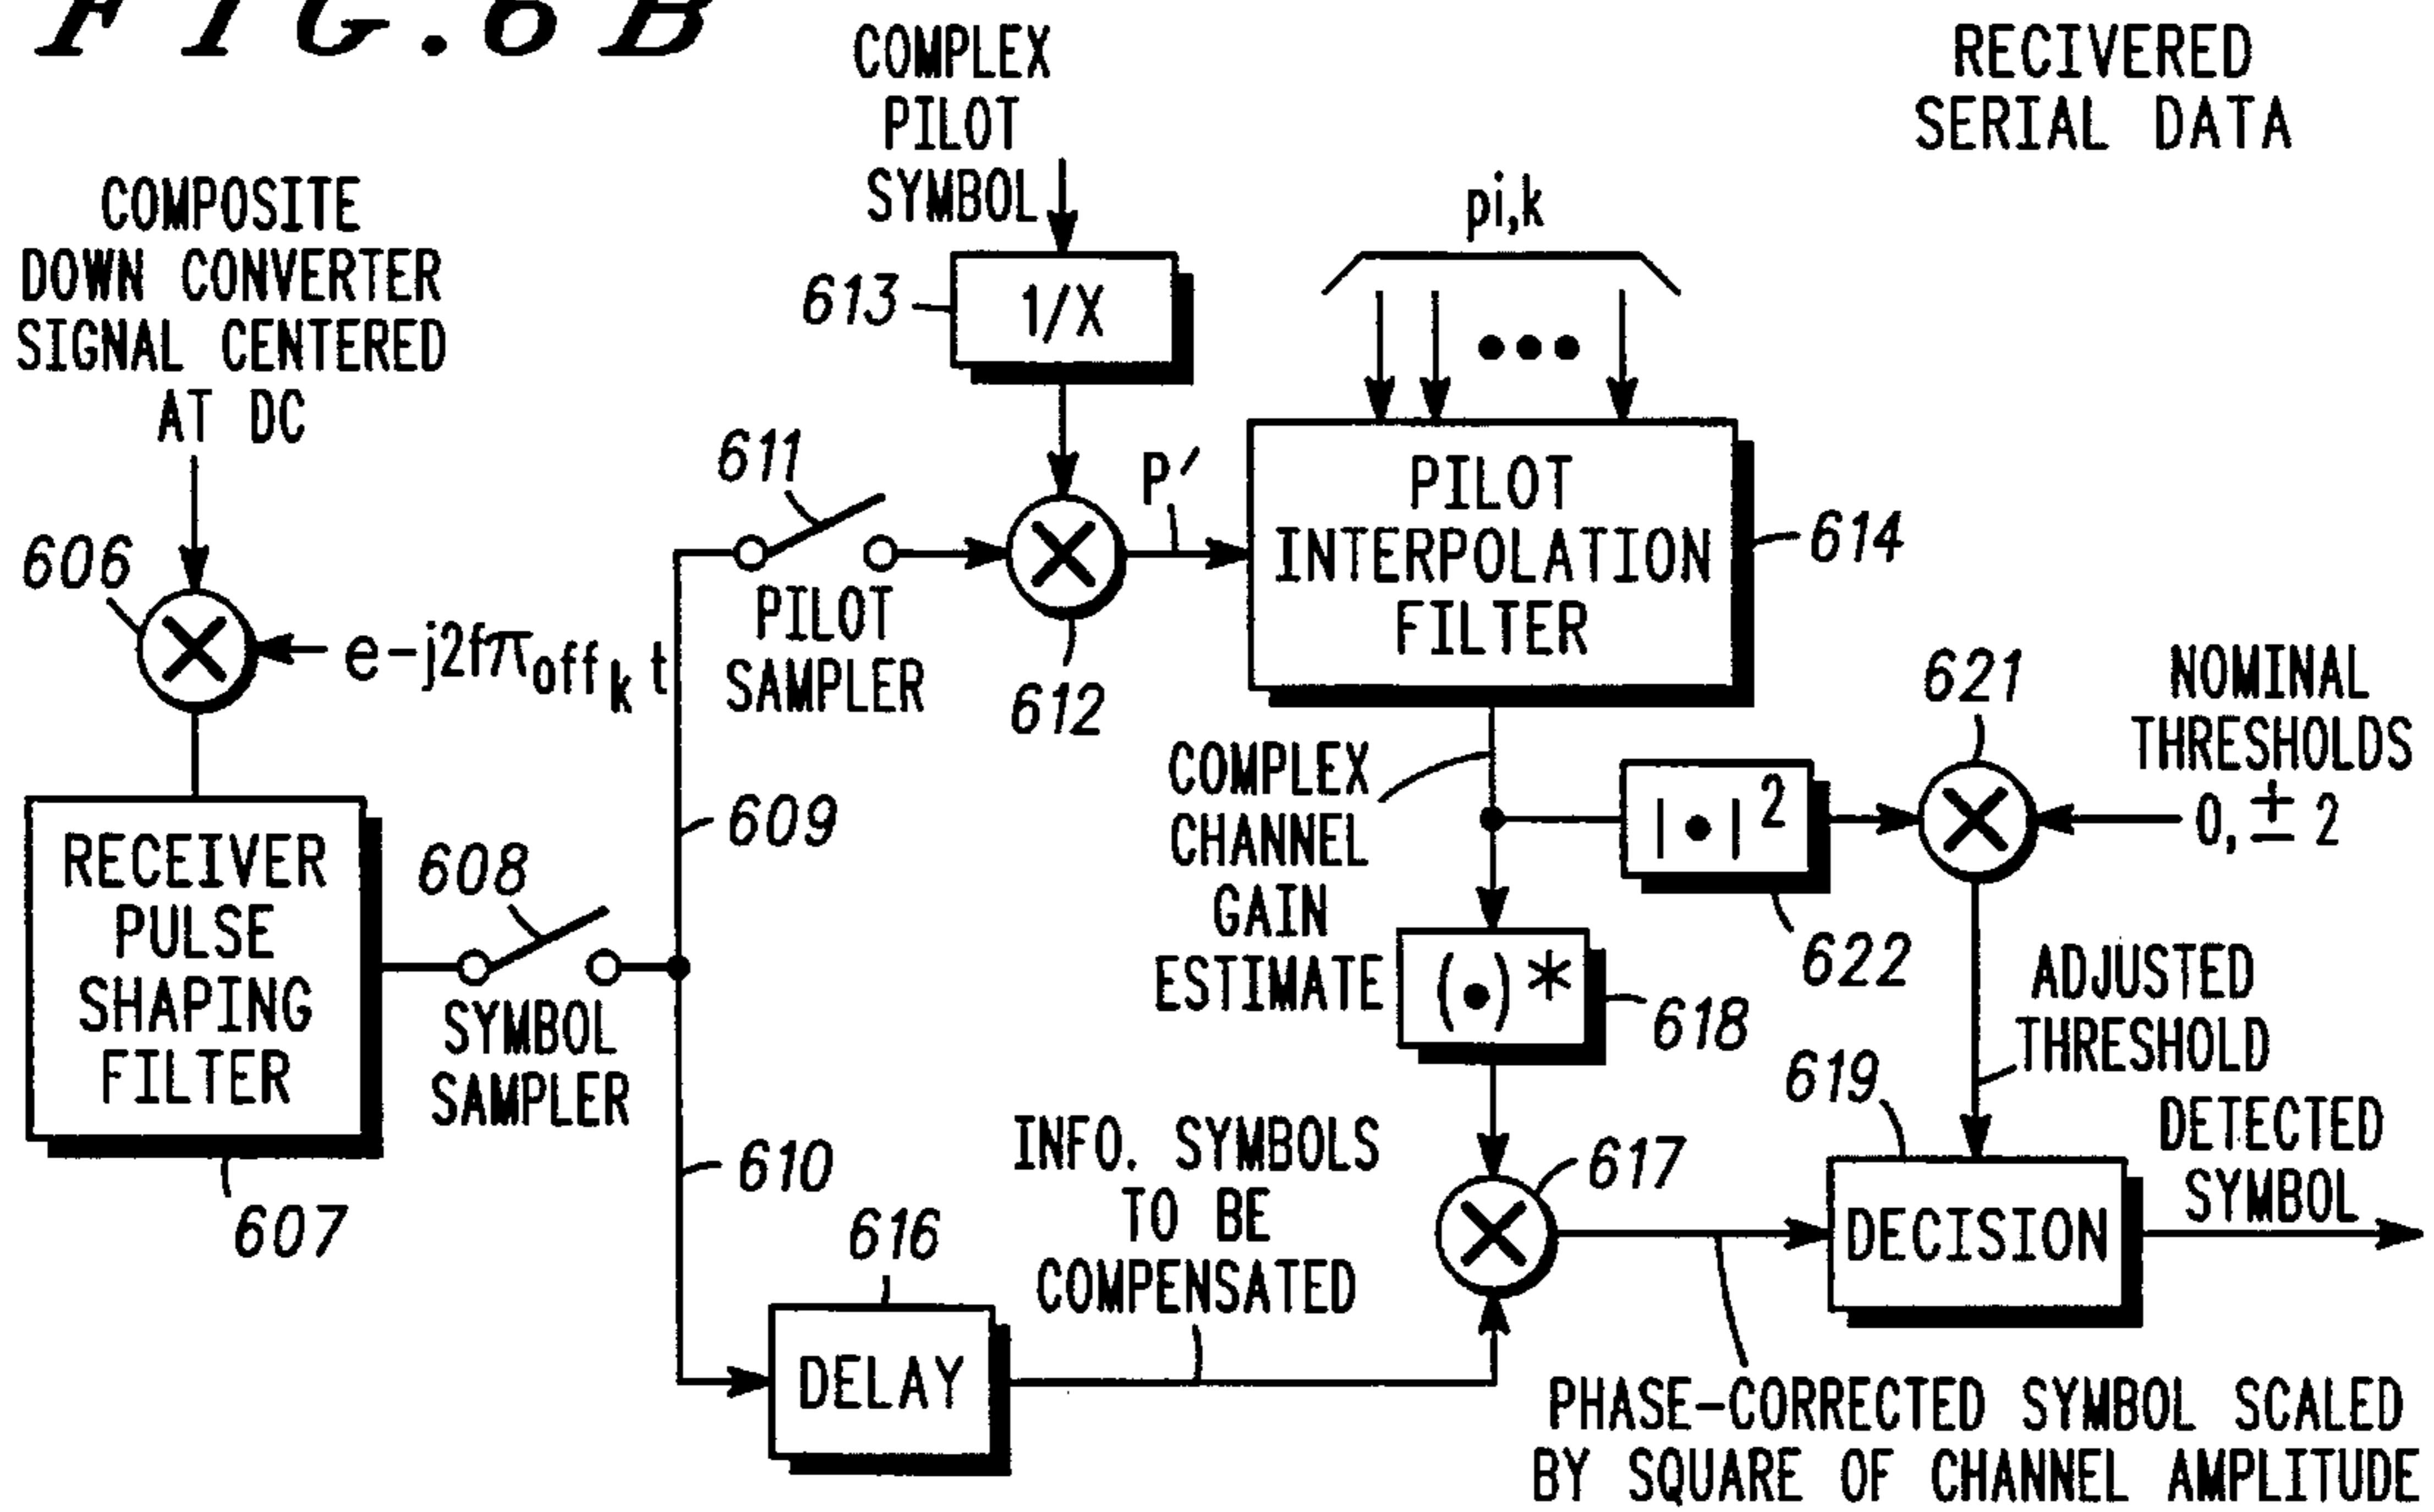 FIG. 6B
COMPLEX
PILOT
SYMBOL
RECIVERED
SERIAL DATA
COMPOSITE
DOWN CONVERTER
SIGNAL CENTERED
AT DC
613
1/X
pi,k
611
P′
PILOT
INTERPOLATION
FILTER
614
606
e-j2fπoffk t
PILOT
SAMPLER
612
621
NOMINAL
THRESHOLDS
0, ± 2
COMPLEX
CHANNEL
GAIN
ESTIMATE
|•|2
622
609
RECEIVER
PULSE
SHAPING
FILTER
608
SYMBOL
SAMPLER
607
(•)*
618
ADJUSTED
THRESHOLD
619
DETECTED
SYMBOL
610
INFO. SYMBOLS
TO BE
COMPENSATED
617
DECISION
616
DELAY
PHASE-CORRECTED SYMBOL SCALED
BY SQUARE OF CHANNEL AMPLITUDE